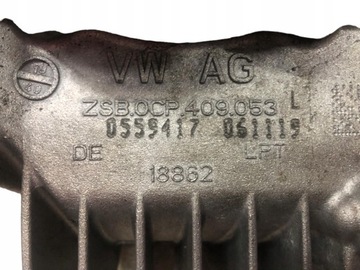 VW AG
ZSB.0CP.409.053 L
0559417 061119
DE LPT
18862